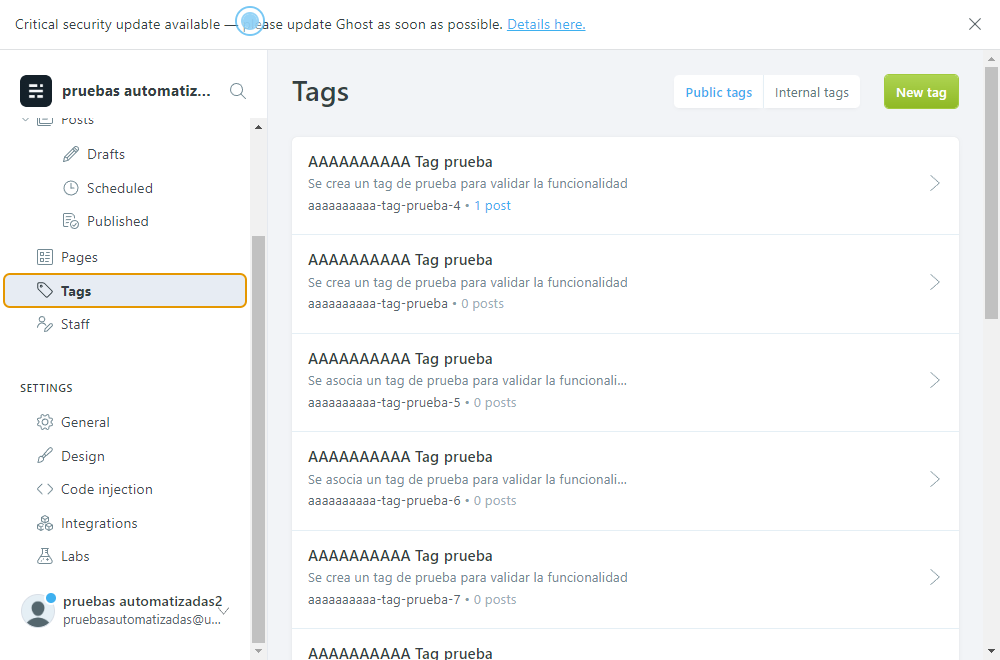 Critical security update available — please update Ghost as soon as possible. Details here.
pruebas automatiz...
Posts
Drafts
Scheduled
Published
Pages
Tags
Staff
SETTINGS
General
Design
Code injection
Integrations
Labs
pruebas automatizadas2
pruebasautomatizadas@u...
Tags
Public tags
Internal tags
New tag
AAAAAAAAAA Tag prueba
Se crea un tag de prueba para validar la funcionalidad
aaaaaaaaaa-tag-prueba-4 • 1 post
AAAAAAAAAA Tag prueba
Se crea un tag de prueba para validar la funcionalidad
aaaaaaaaaa-tag-prueba • 0 posts
AAAAAAAAAA Tag prueba
Se asocia un tag de prueba para validar la funcionali...
aaaaaaaaaa-tag-prueba-5 • 0 posts
AAAAAAAAAA Tag prueba
Se asocia un tag de prueba para validar la funcionali...
aaaaaaaaaa-tag-prueba-6 • 0 posts
AAAAAAAAAA Tag prueba
Se crea un tag de prueba para validar la funcionalidad
aaaaaaaaaa-tag-prueba-7 • 0 posts
AAAAAAAAAA Tag prueba